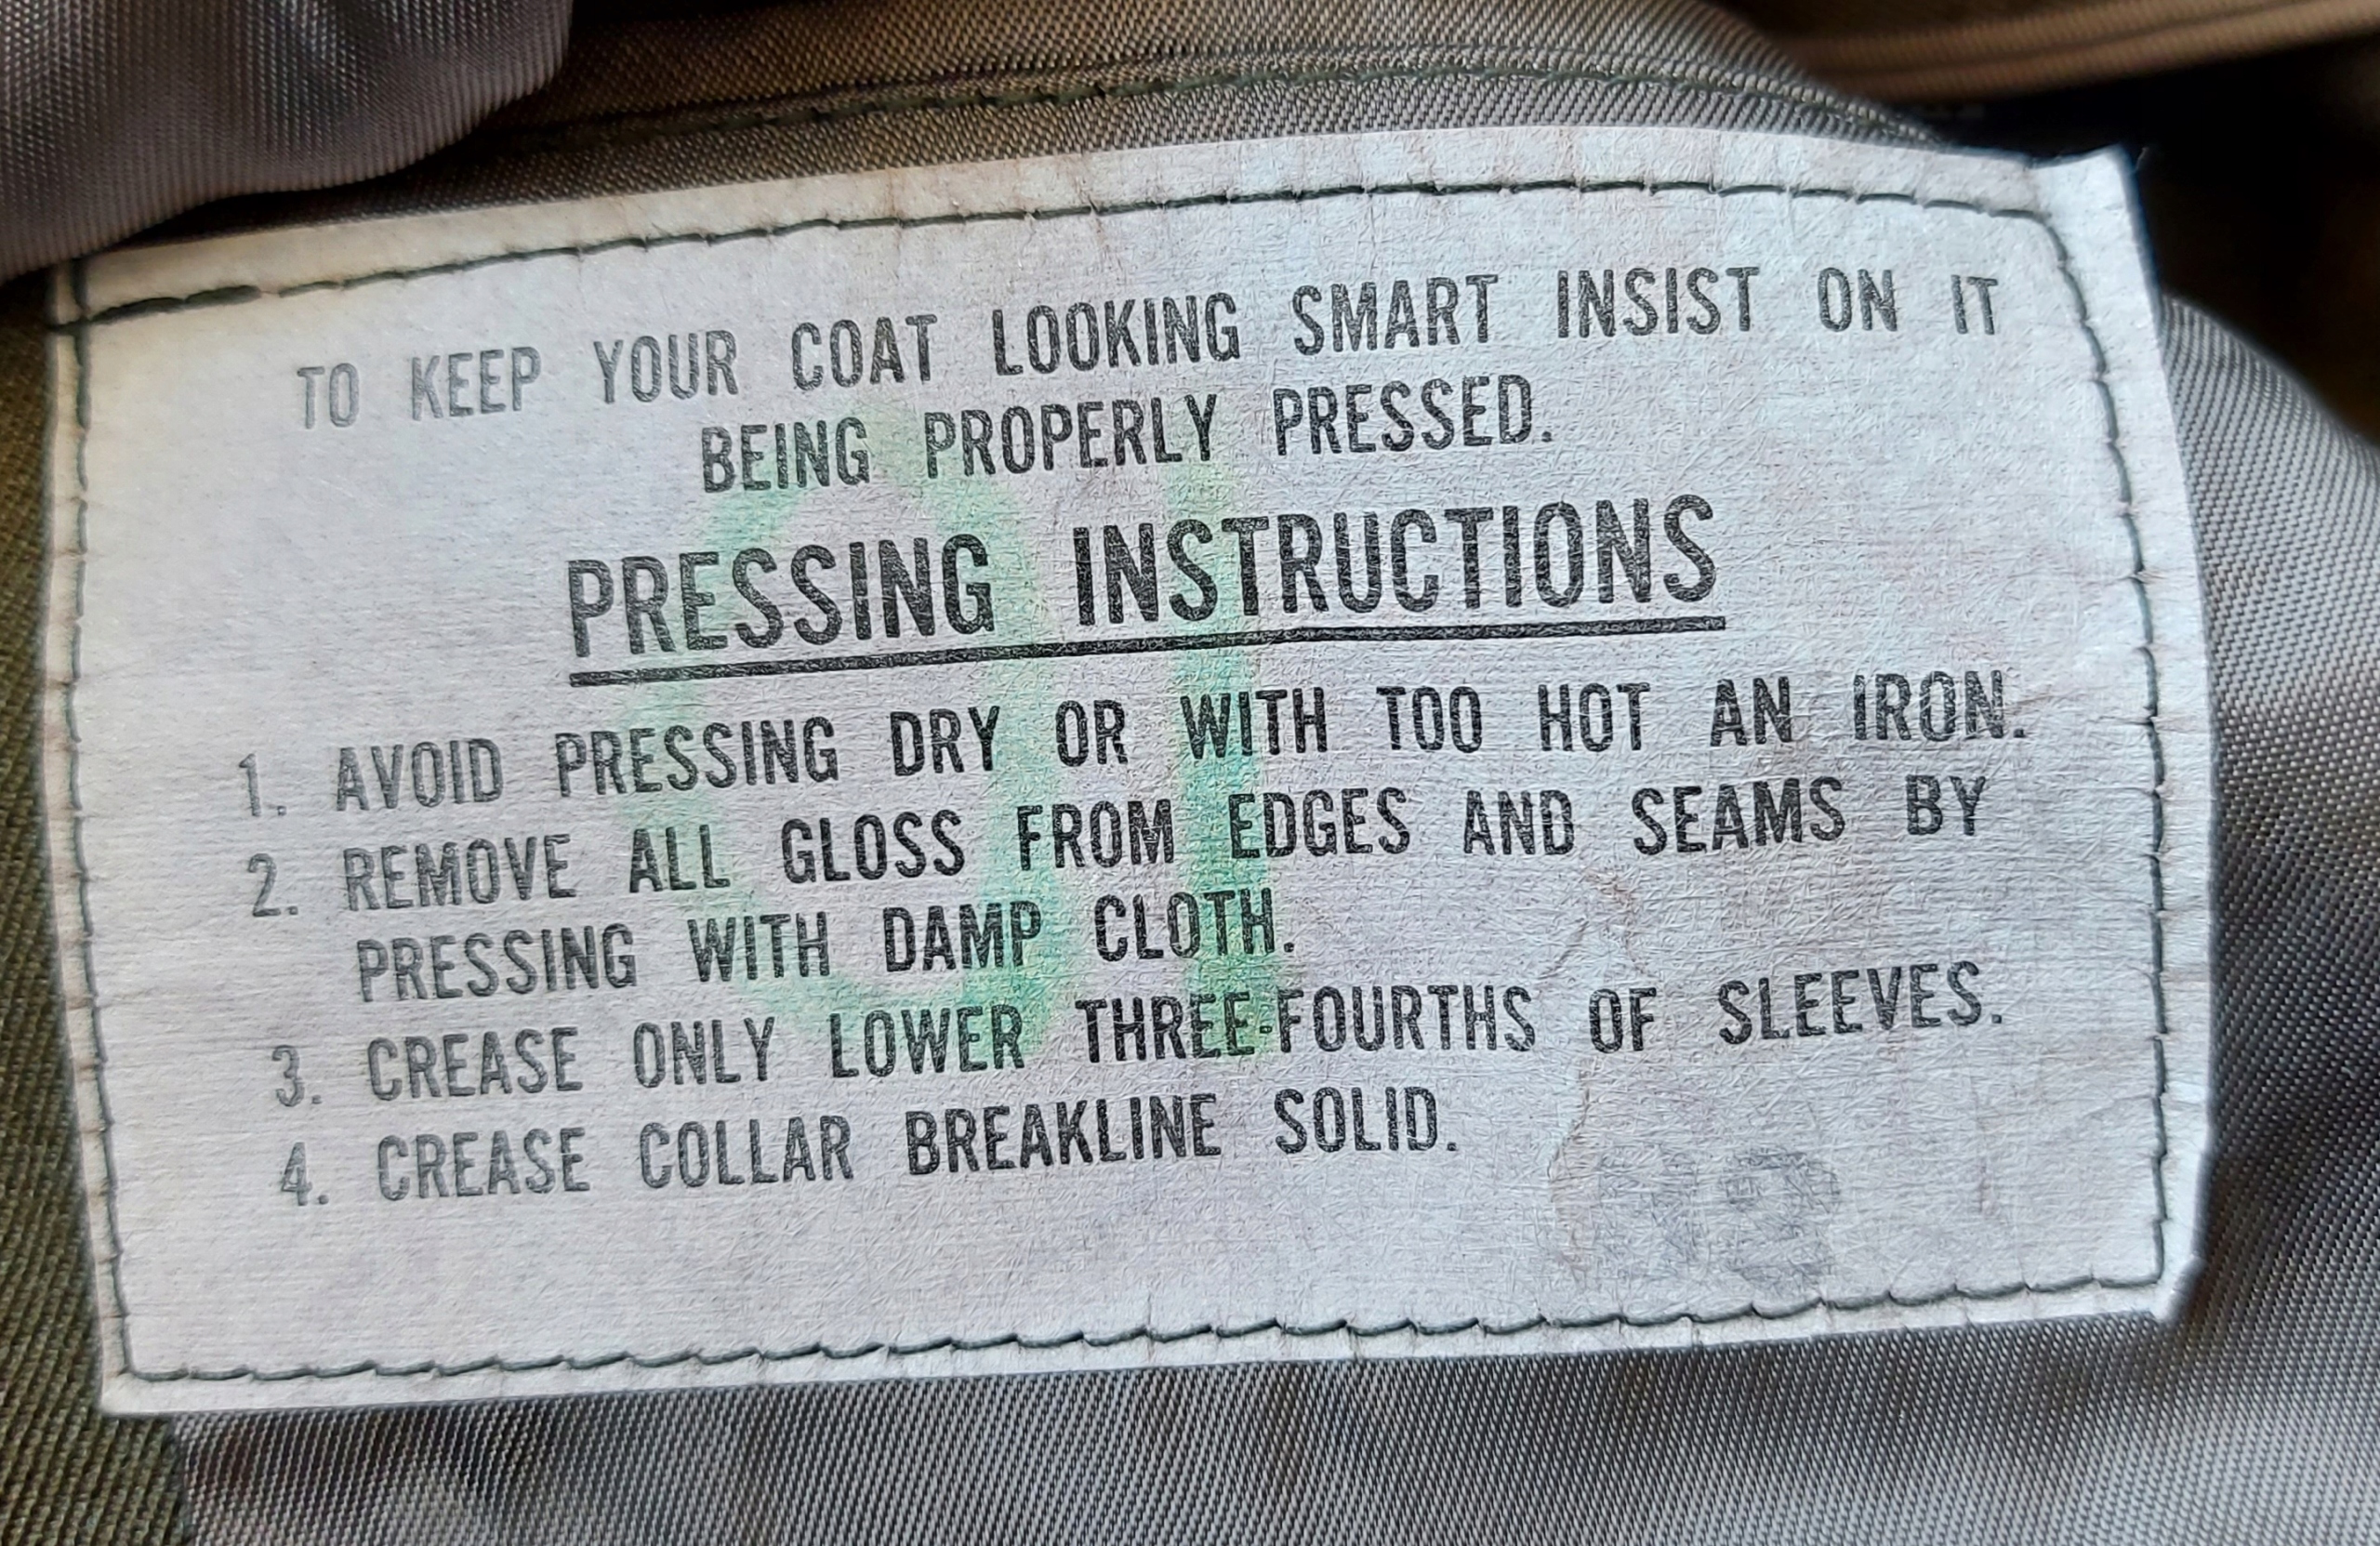 TO KEEP YOUR COAT LOOKING SMART INSIST ON IT
BEING PROPERLY PRESSED.
PRESSING INSTRUCTIONS
1. AVOID PRESSING DRY OR WITH TOO HOT AN IRON.
2. REMOVE ALL GLOSS FROM EDGES AND SEAMS BY
PRESSING WITH DAMP CLOTH.
3. CREASE ONLY LOWER THREE-FOURTHS OF SLEEVES.
4. CREASE COLLAR BREAKLINE SOLID.